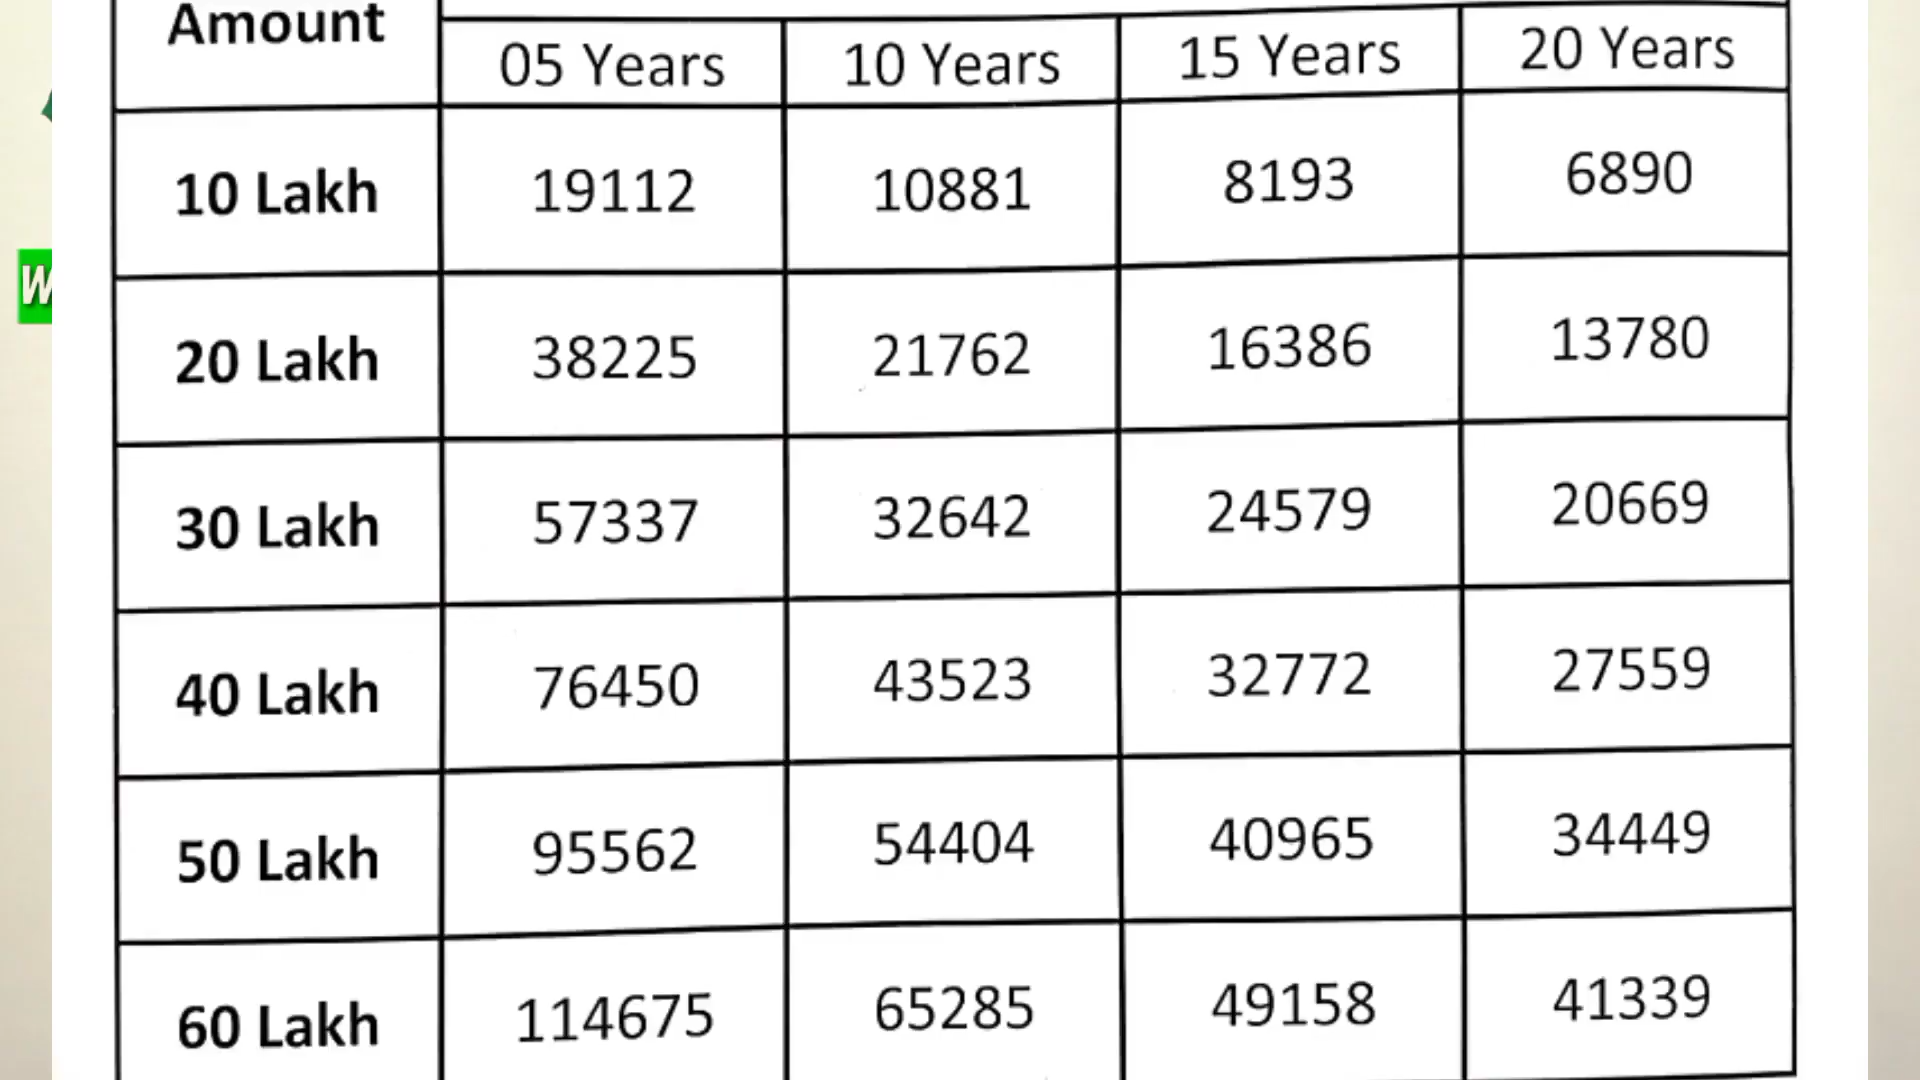 Amount
05 Years 10 Years 15 Years 20 Years
10 Lakh 19112 10881 8193 6890
20 Lakh 38225 21762 16386 13780
30 Lakh 57337 32642 24579 20669
40 Lakh 76450 43523 32772 27559
50 Lakh 95562 54404 40965 34449
60 Lakh 114675 65285 49158 41339